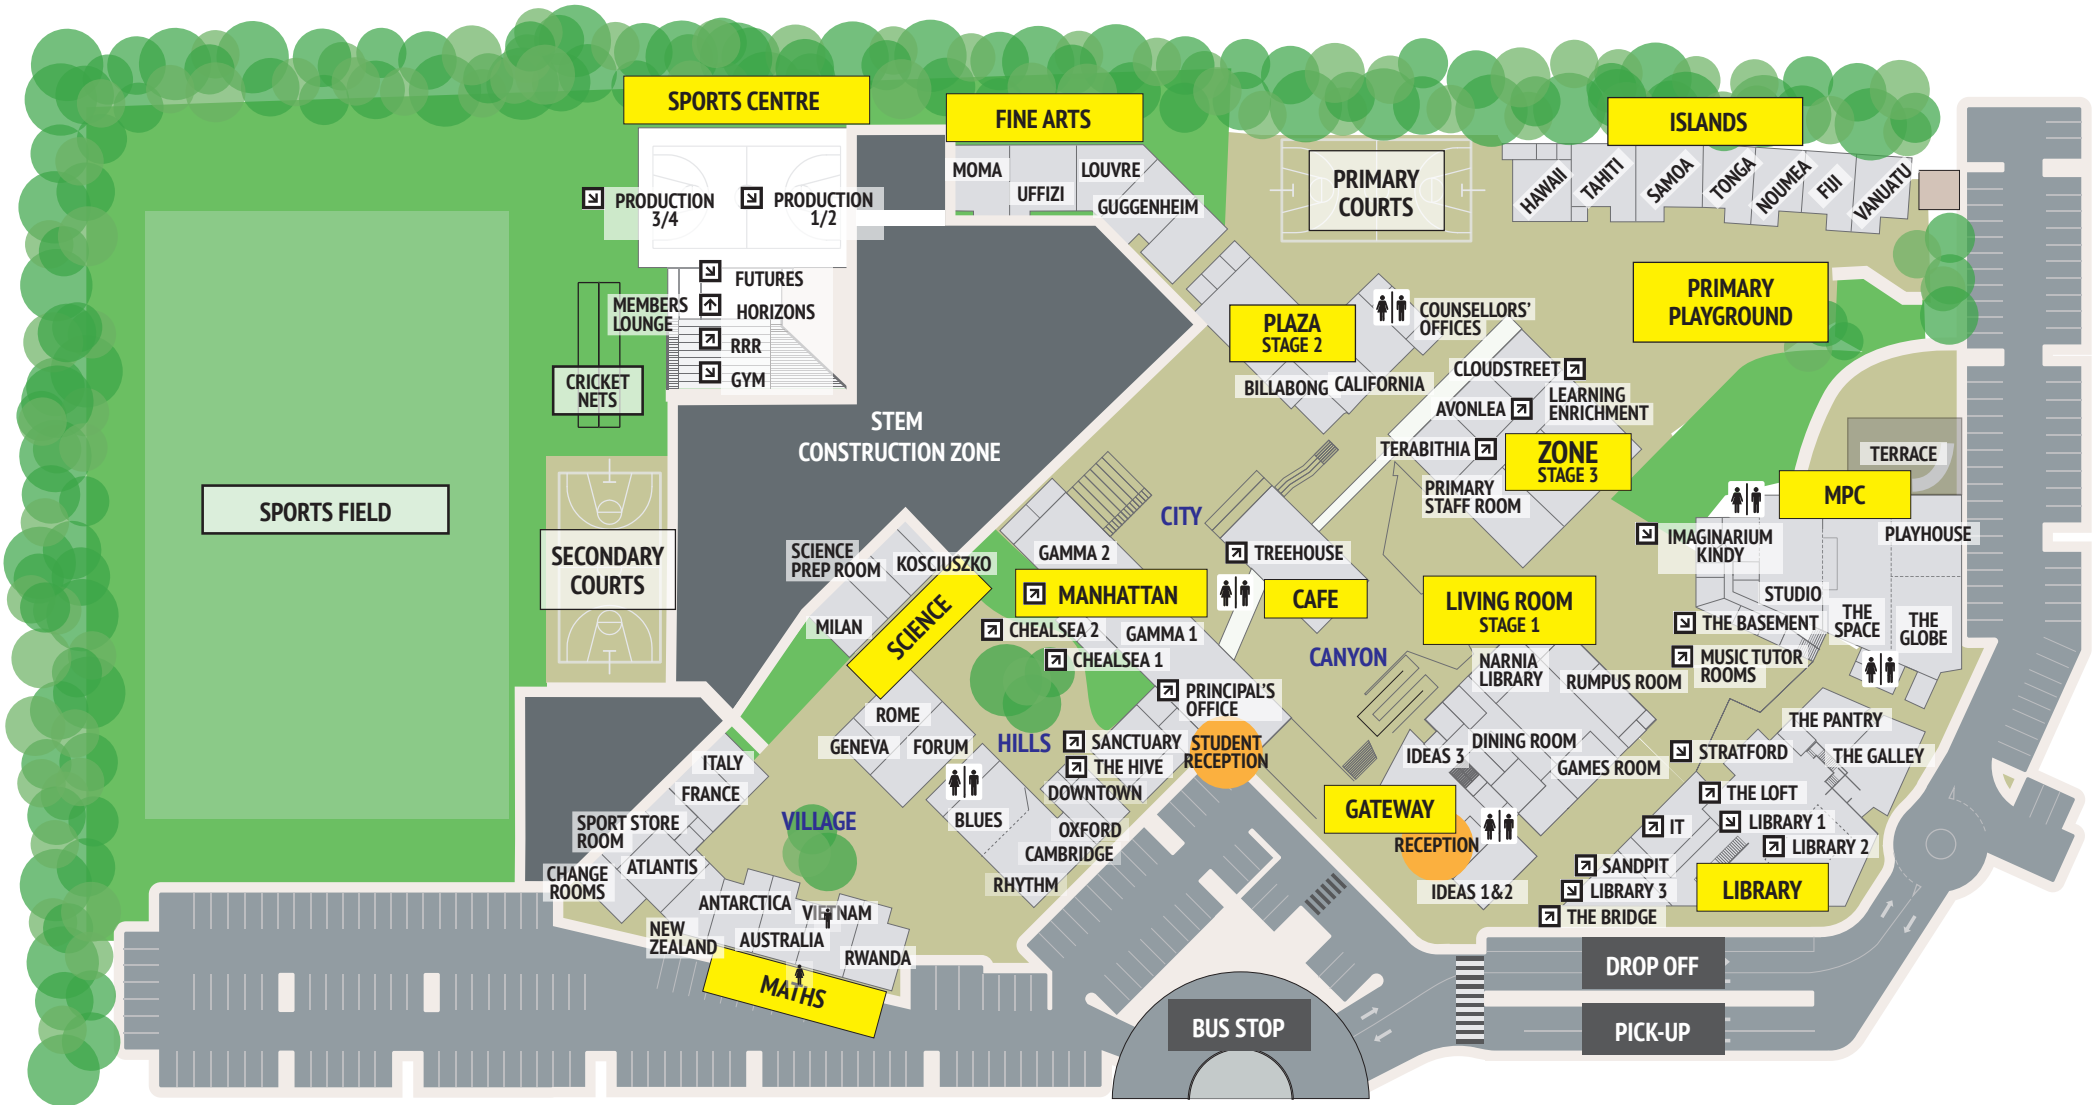 SPORTS CENTRE
FINE ARTS
ISLANDS
MOMA
UFFIZI
LOUVRE
GUGGENHEIM
PRIMARY
COURTS
HAWAII
TAHITI
SAMOA
TONGA
NOUMEA
FIJI
VANUATU
PRODUCTION
3/4
PRODUCTION
1/2
FUTURES
MEMBERS
LOUNGE
HORIZONS
RRR
GYM
CRICKET
NETS
PRIMARY
PLAYGROUND
PLAZA
STAGE 2
COUNSELLORS'
OFFICES
BILLABONG
CALIFORNIA
CLOUDSTREET
LEARNING
ENRICHMENT
AVONLEA
TERABITHIA
ZONE
STAGE 3
PRIMARY
STAFF ROOM
STEM
CONSTRUCTION ZONE
TERRACE
MPC
SPORTS FIELD
SECONDARY
COURTS
CITY
IMAGINARIUM
KINDY
PLAYHOUSE
SCIENCE
PREP ROOM
KOSCIUSZKO
GAMMA 2
TREEHOUSE
MANHATTAN
CAFE
LIVING ROOM
STAGE 1
STUDIO
THE
SPACE
THE
GLOBE
THE BASEMENT
MILAN
SCIENCE
CHEALSEA 2
GAMMA 1
CHEALSEA 1
CANYON
NARNIA
LIBRARY
RUMPUS ROOM
MUSIC TUTOR
ROOMS
PRINCIPAL'S
OFFICE
ROME
GENEVA
FORUM
HILLS
SANCTUARY
STUDENT
RECEPTION
THE HIVE
DOWNTOWN
IDEAS 3
DINING ROOM
GAMES ROOM
THE PANTRY
STRATFORD
THE GALLEY
ITALY
FRANCE
SPORT STORE
ROOM
VILLAGE
BLUES
OXFORD
CAMBRIDGE
RHYTHM
GATEWAY
RECEPTION
IDEAS 1&2
THE LOFT
IT
LIBRARY 1
LIBRARY 2
SANDPIT
LIBRARY 3
LIBRARY
THE BRIDGE
CHANGE
ROOMS
ATLANTIS
ANTARCTICA
VIETNAM
NEW
ZEALAND
AUSTRALIA
RWANDA
MATHS
DROP OFF
BUS STOP
PICK-UP